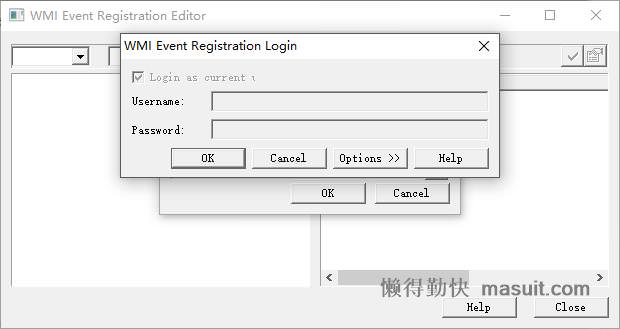 WMI Event Registration Editor
WMI Event Registration Login
Login as current
Username:
Password:
OK Cancel Options >> Help
OK Cancel
懒得勤快 masuit.com
Help Close